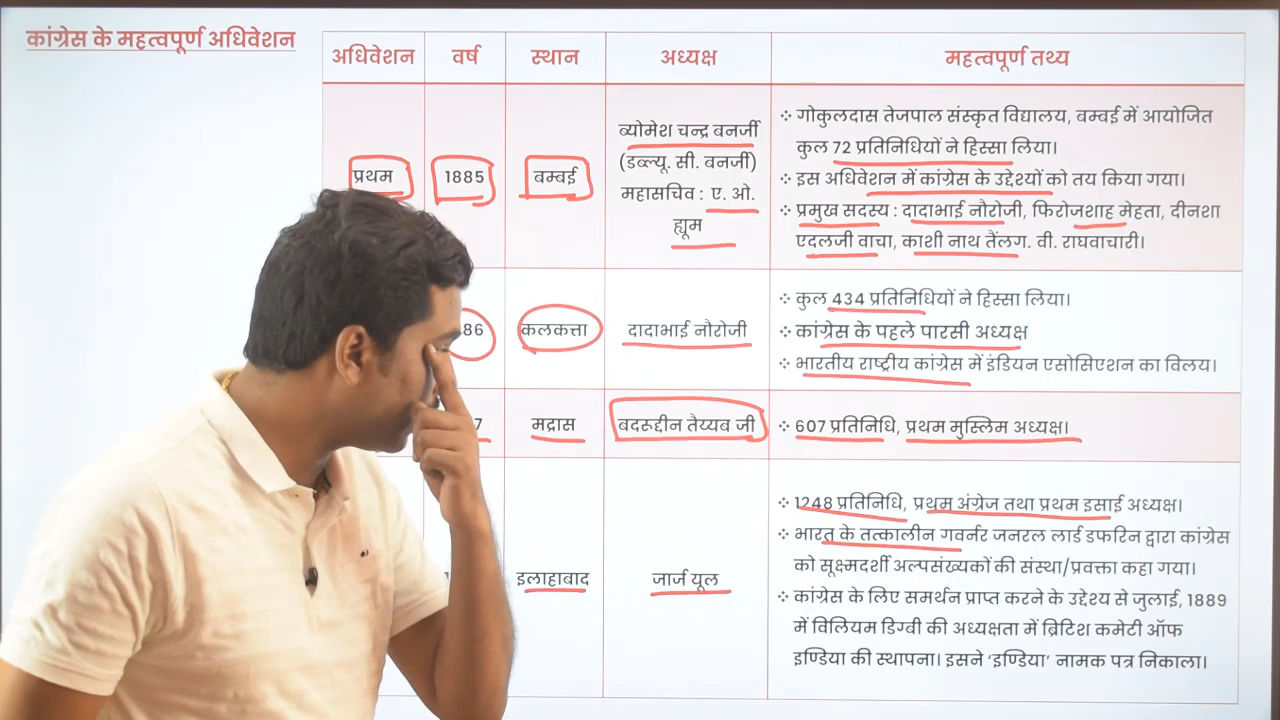 कांग्रेस के महत्वपूर्ण अधिवेशन
अधिवेशन वर्ष स्थान अध्यक्ष महत्वपूर्ण तथ्य
प्रथम 1885 बम्बई
ब्योमेश चन्द्र बनर्जी
(डब्ल्यू. सी. बनर्जी)
महासचिव : ए. ओ.
ह्यूम
❖ गोकुलदास तेजपाल संस्कृत विद्यालय, बम्बई में आयोजित
कुल 72 प्रतिनिधियों ने हिस्सा लिया।
❖ इस अधिवेशन में कांग्रेस के उद्देश्यों को तय किया गया।
❖ प्रमुख सदस्य : दादाभाई नौरोजी, फिरोजशाह मेहता, दीनशा
एदलजी वाचा, काशी नाथ तैंलग. वी. राघवाचारी।
86 कलकत्ता दादाभाई नौरोजी
❖ कुल 434 प्रतिनिधियों ने हिस्सा लिया।
❖ कांग्रेस के पहले पारसी अध्यक्ष
❖ भारतीय राष्ट्रीय कांग्रेस में इंडियन एसोसिएशन का विलय।
7 मद्रास बदरूद्दीन तैय्यब जी
❖ 607 प्रतिनिधि, प्रथम मुस्लिम अध्यक्ष।
इलाहाबाद जार्ज यूल
❖ 1248 प्रतिनिधि, प्रथम अंग्रेज तथा प्रथम इसाई अध्यक्ष।
❖ भारत के तत्कालीन गवर्नर जनरल लार्ड डफरिन द्वारा कांग्रेस
को सूक्ष्मदर्शी अल्पसंख्यकों की संस्था/प्रवक्ता कहा गया।
❖ कांग्रेस के लिए समर्थन प्राप्त करने के उद्देश्य से जुलाई, 1889
में विलियम डिग्बी की अध्यक्षता में ब्रिटिश कमेटी ऑफ
इण्डिया की स्थापना। इसने ‘इण्डिया’ नामक पत्र निकाला।